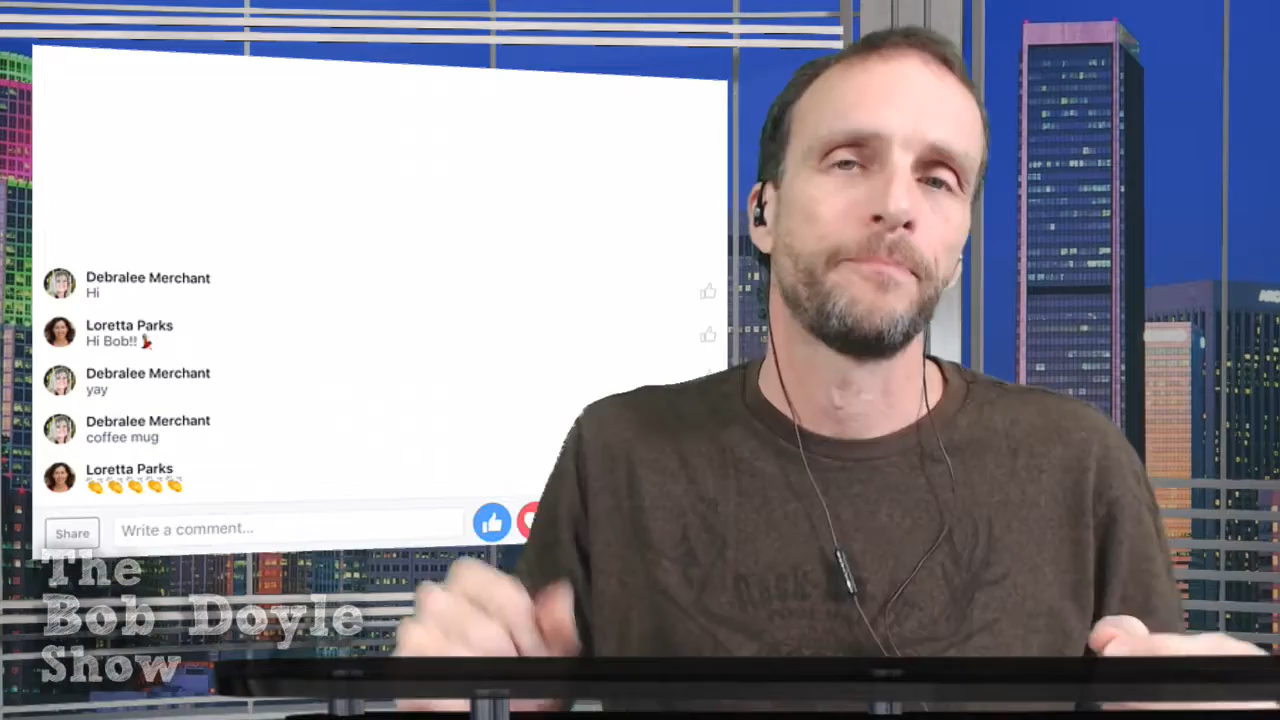 Debralee Merchant
Hi
Loretta Parks
Hi Bob!! 💃
Debralee Merchant
yay
Debralee Merchant
coffee mug
Loretta Parks
👏👏👏👏👏
Share
Write a comment...
The
Bob Doyle
Show